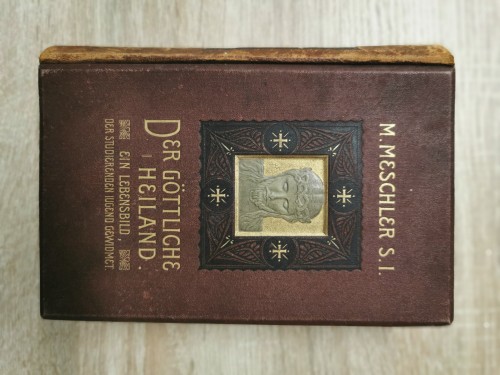 M. MESCHLER S. I.
DER GÖTTLICHE
HEILAND.
EIN LEBENSBILD,
DER STUDIERENDEN JUGEND GEWIDMET.